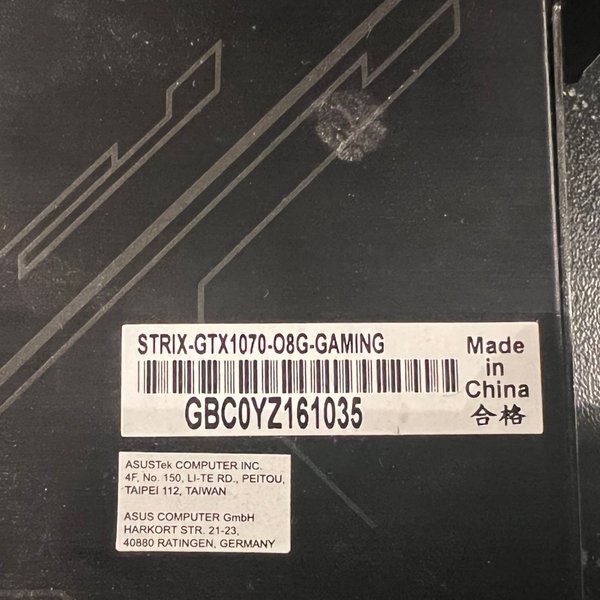 STRIX-GTX1070-O8G-GAMING
GBC0YZ161035
Made
in
China
合格
ASUSTek COMPUTER INC.
4F, No. 150, LI-TE RD., PEITOU,
TAIPEI 112, TAIWAN
ASUS COMPUTER GmbH
HARKORT STR. 21-23,
40880 RATINGEN, GERMANY